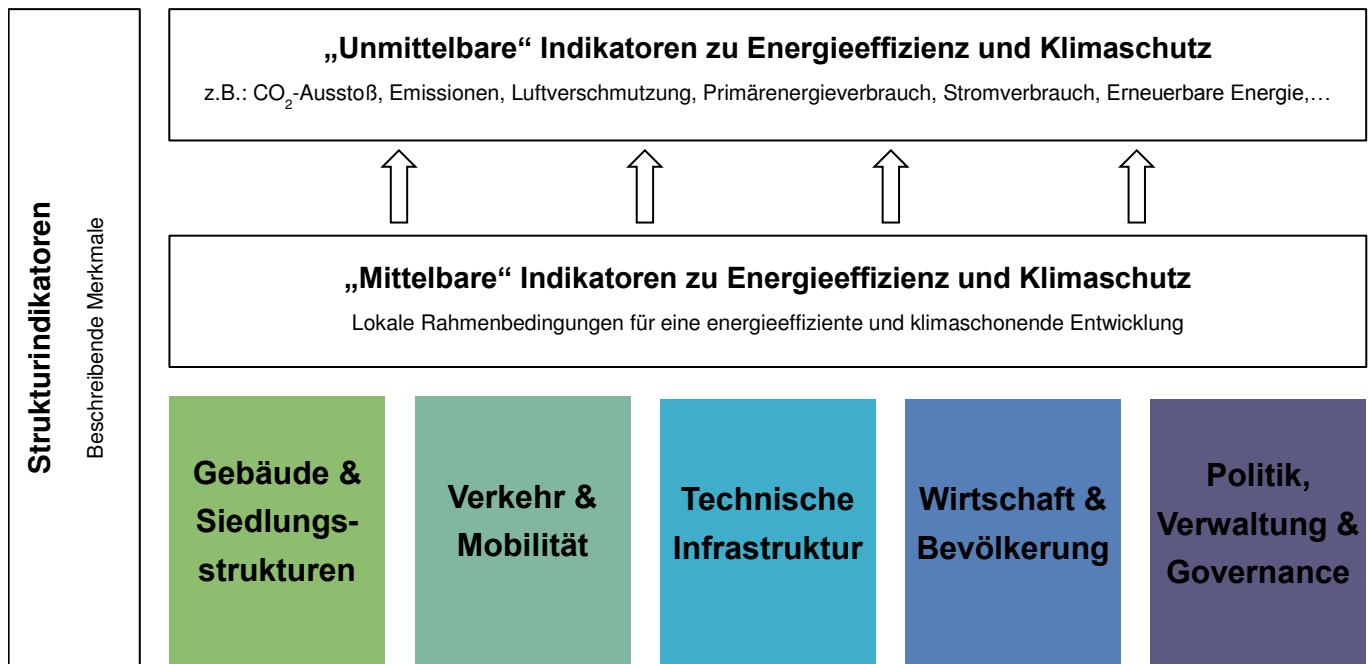 Strukturindikatoren
Beschreibende Merkmale
„Unmittelbare“ Indikatoren zu Energieeffizienz und Klimaschutz
z.B.: CO₂-Ausstoß, Emissionen, Luftverschmutzung, Primärenergieverbrauch, Stromverbrauch, Erneuerbare Energie,…
„Mittelbare“ Indikatoren zu Energieeffizienz und Klimaschutz
Lokale Rahmenbedingungen für eine energieeffiziente und klimaschonende Entwicklung
Gebäude &
Siedlungs-
strukturen
Verkehr &
Mobilität
Technische
Infrastruktur
Wirtschaft &
Bevölkerung
Politik,
Verwaltung &
Governance